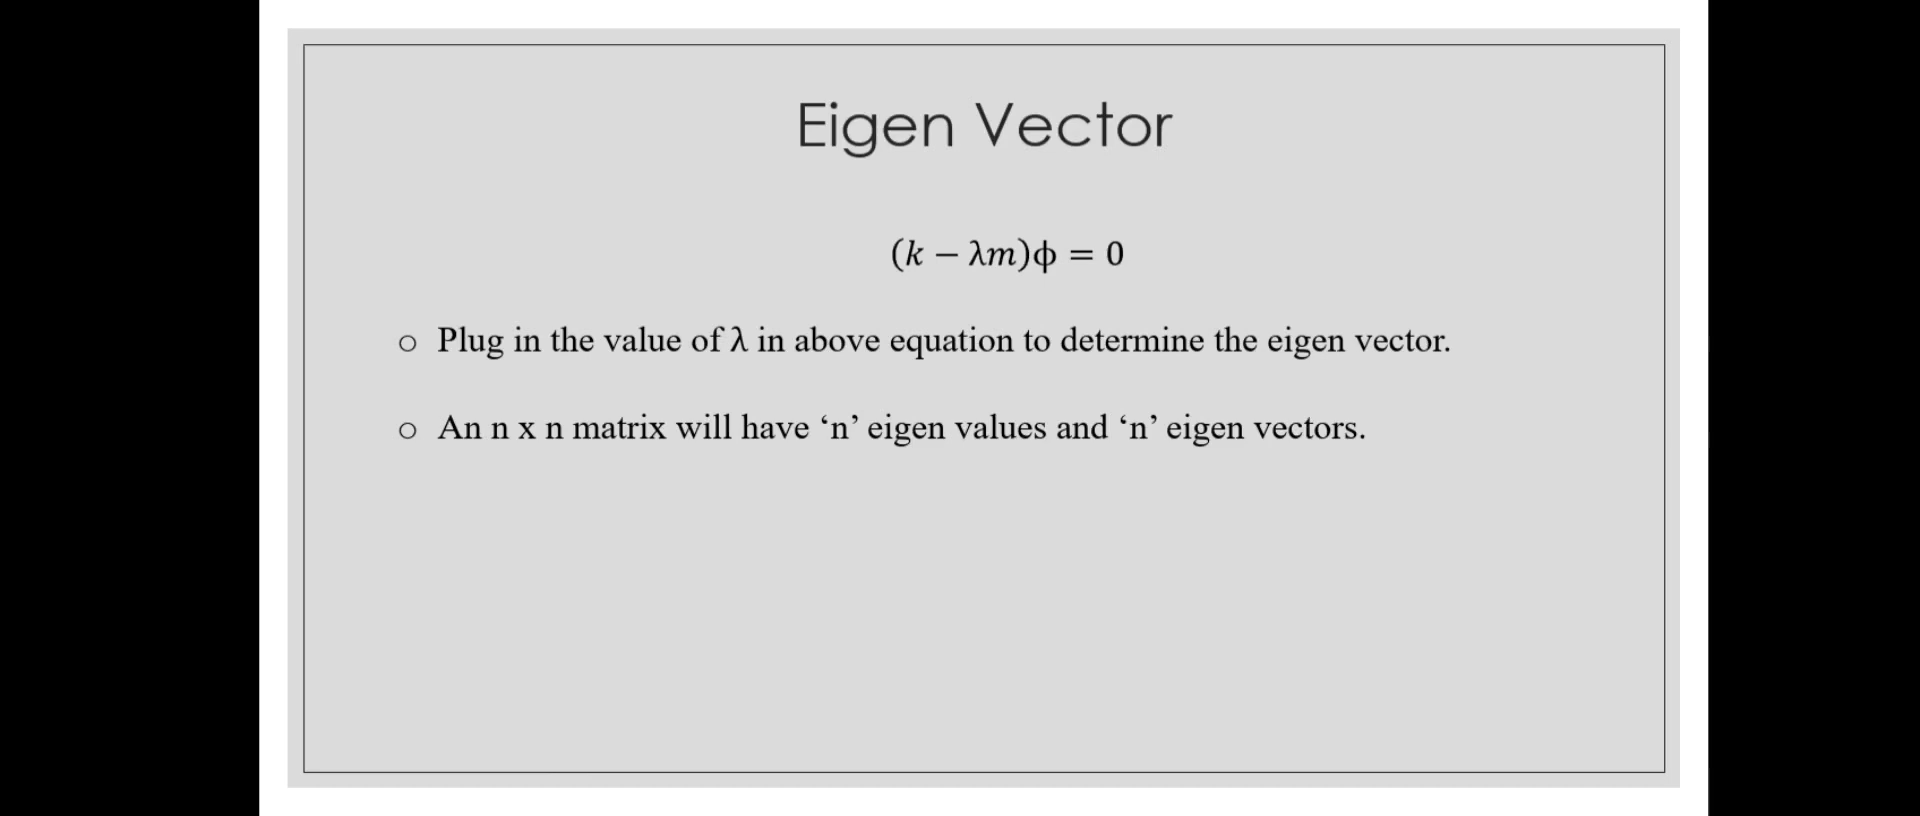 Eigen Vector
(k − λm)ϕ = 0
○ Plug in the value of λ in above equation to determine the eigen vector.
○ An n x n matrix will have ‘n’ eigen values and ‘n’ eigen vectors.